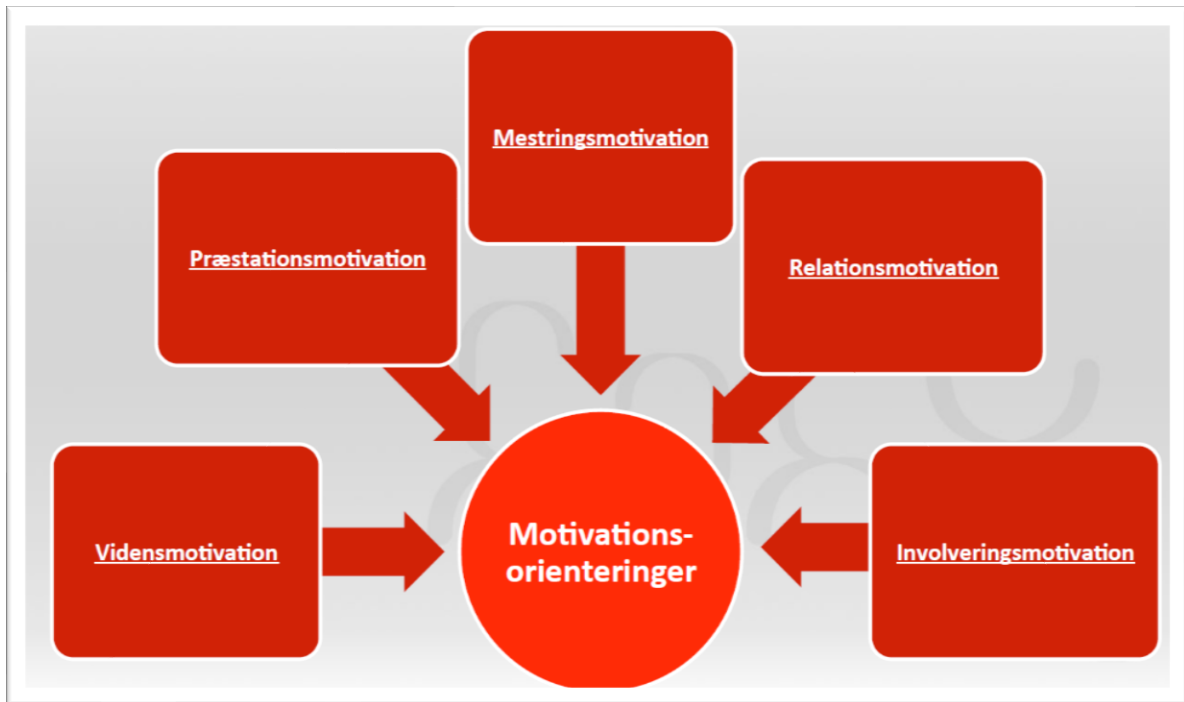 Mestringsmotivation
Præstationsmotivation
Relationsmotivation
Vidensmotivation
Motivations-
orienteringer
Involveringsmotivation